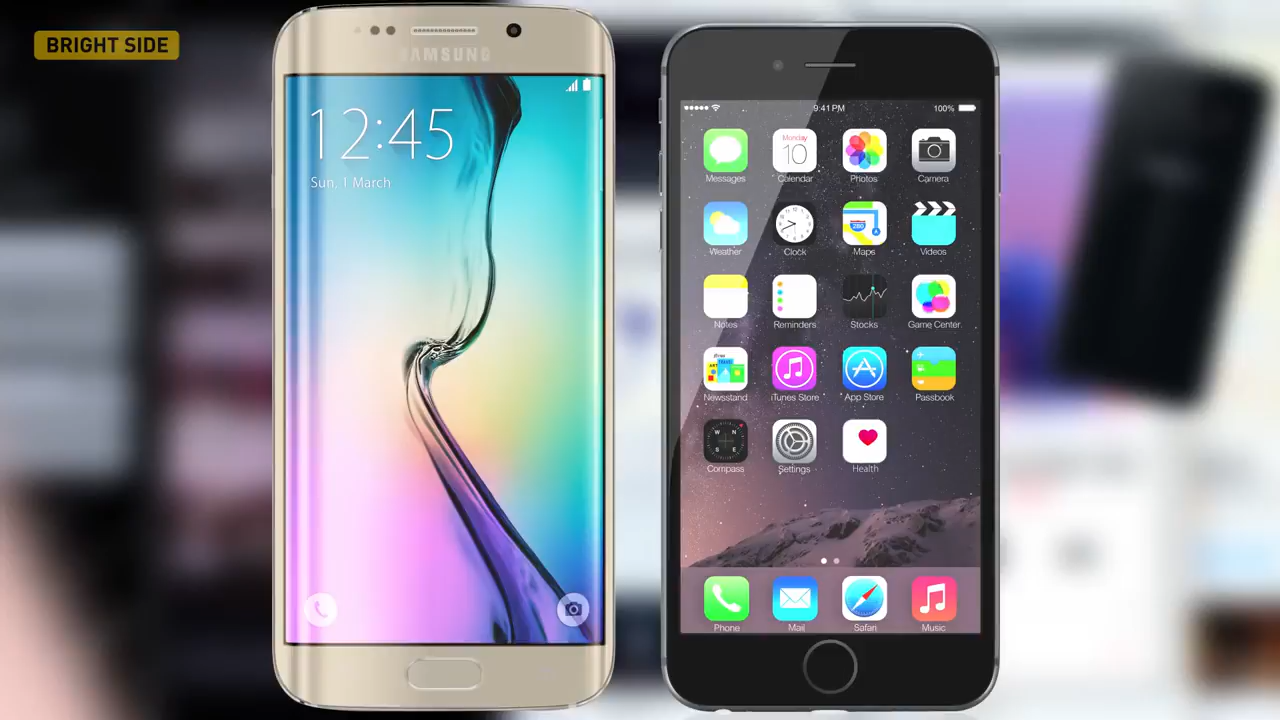 BRIGHT SIDE
SAMSUNG
12:45
Sun, 1 March
9:41 PM 100%
Monday
10
Messages Calendar Photos Camera
280
Weather Clock Maps Videos
Notes Reminders Stocks Game Center
Newsstand iTunes Store App Store Passbook
N
W E
S
Compass Settings Health
Phone Mail Safari Music